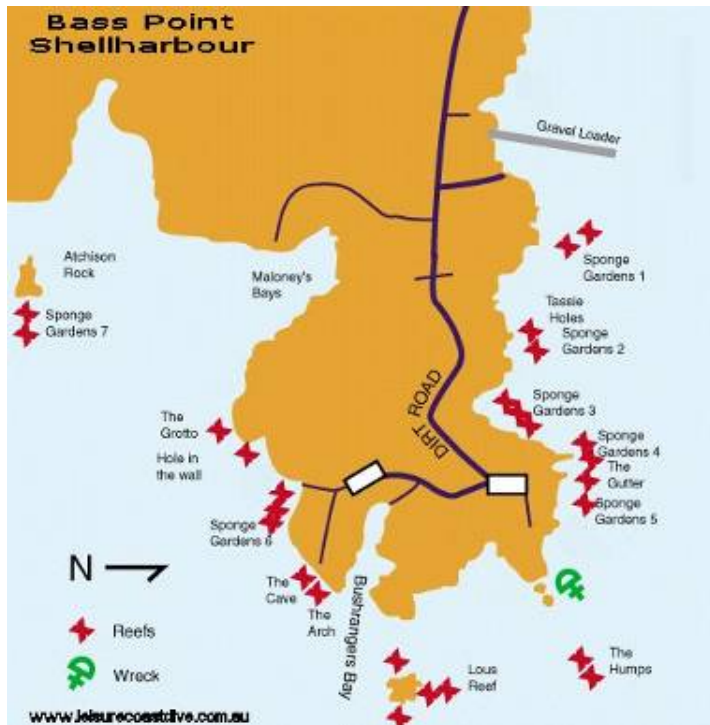 Bass Point
Shellharbour
Gravel Loader
Atchison
Rock
Maloney's
Bays
Sponge
Gardens 1
Sponge
Gardens 7
Tassie
Holes
Sponge
Gardens 2
DIRT ROAD
Sponge
Gardens 3
The
Grotto
Hole in
the wall
Sponge
Gardens 4
The
Gutter
Sponge
Gardens 5
Sponge
Gardens 6
N
The
Cave
The
Arch
Bushrangers Bay
Reefs
Wreck
Lous
Reef
The
Humps
www.leisurecoastdive.com.au